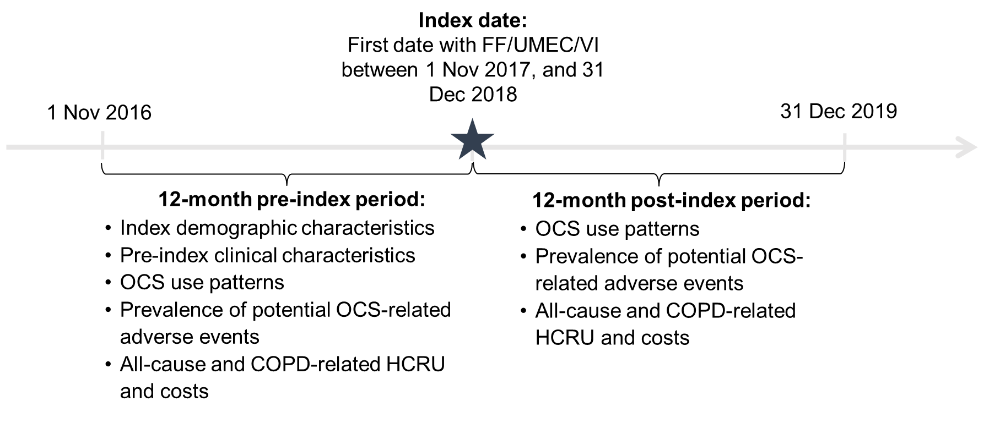 Index date:
First date with FF/UMEC/VI
between 1 Nov 2017, and 31
Dec 2018
1 Nov 2016
31 Dec 2019
12-month pre-index period:
• Index demographic characteristics
• Pre-index clinical characteristics
• OCS use patterns
• Prevalence of potential OCS-related
adverse events
• All-cause and COPD-related HCRU
and costs
12-month post-index period:
• OCS use patterns
• Prevalence of potential OCS-
related adverse events
• All-cause and COPD-related
HCRU and costs